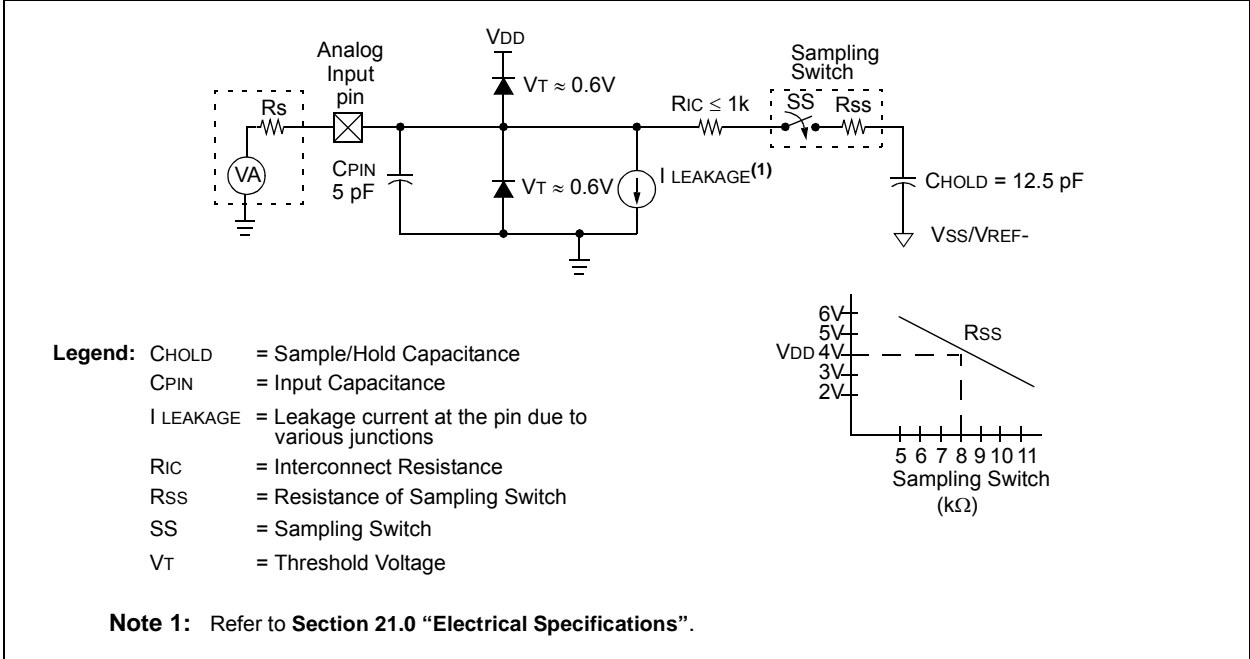 VDD
Analog
Input
pin
VT ≈ 0.6V
Sampling
Switch
Rs
RIC ≤ 1k
SS
Rss
VA
CPIN
5 pF
VT ≈ 0.6V
I LEAKAGE(1)
CHOLD = 12.5 pF
VSS/VREF-
6V
5V
VDD 4V
3V
2V
RSS
5 6 7 8 9 10 11
Sampling Switch
(kΩ)
Legend: CHOLD = Sample/Hold Capacitance
CPIN = Input Capacitance
I LEAKAGE = Leakage current at the pin due to
various junctions
RIC = Interconnect Resistance
RSS = Resistance of Sampling Switch
SS = Sampling Switch
VT = Threshold Voltage
Note 1: Refer to Section 21.0 “Electrical Specifications”.